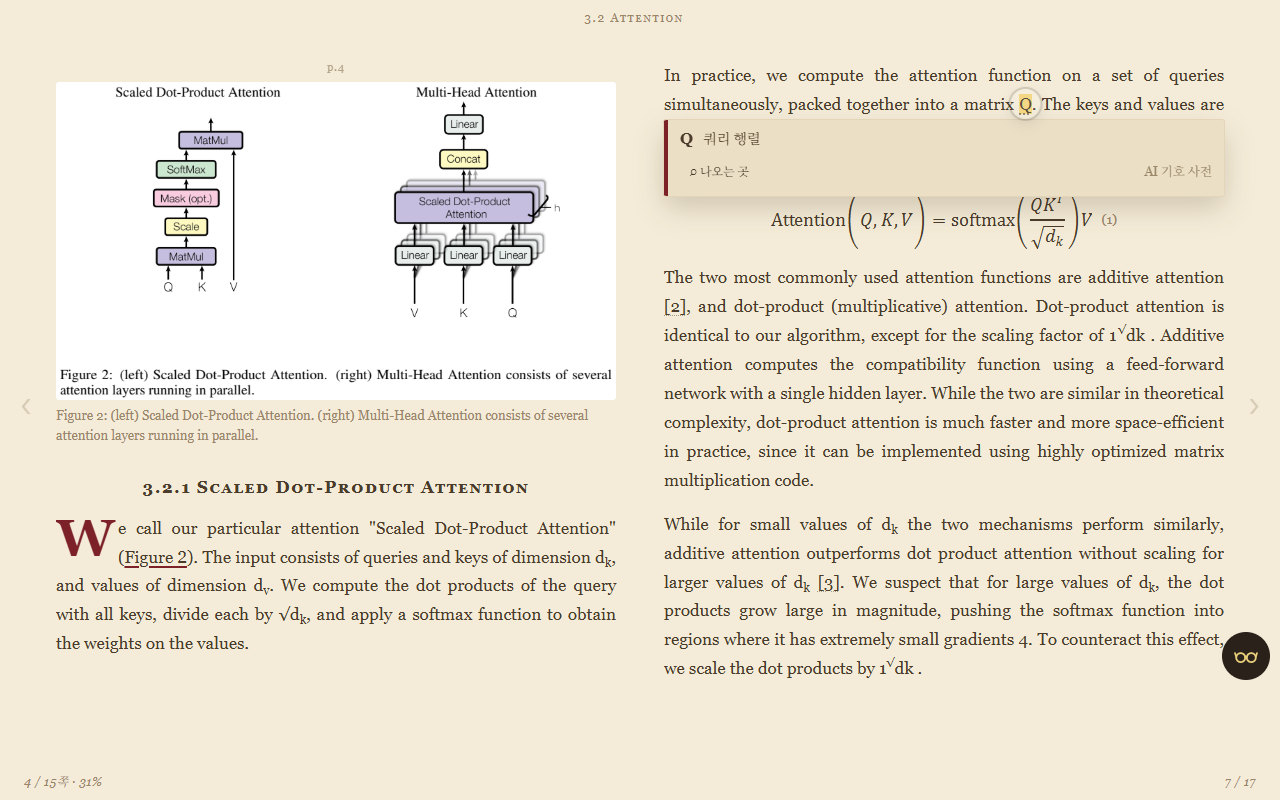 3.2 Attention
p.4
Scaled Dot-Product Attention
MatMul
SoftMax
Mask (opt.)
Scale
MatMul
Q K V
Multi-Head Attention
Linear
Concat
Scaled Dot-Product
Attention
h
Linear Linear Linear
V K Q
Figure 2: (left) Scaled Dot-Product Attention. (right) Multi-Head Attention consists of several
attention layers running in parallel.
Figure 2: (left) Scaled Dot-Product Attention. (right) Multi-Head Attention consists of several
attention layers running in parallel.
3.2.1 Scaled Dot-Product Attention
We call our particular attention "Scaled Dot-Product Attention"
(Figure 2). The input consists of queries and keys of dimension dₖ,
and values of dimension dᵥ. We compute the dot products of the query
with all keys, divide each by √dₖ, and apply a softmax function to obtain
the weights on the values.
In practice, we compute the attention function on a set of queries
simultaneously, packed together into a matrix Q. The keys and values are
Q 쿼리 행렬
⌕ 나오는 곳
AI 기호 사전
Attention(Q, K, V) = softmax(QKᵀ/√dₖ)V (1)
The two most commonly used attention functions are additive attention
[2], and dot-product (multiplicative) attention. Dot-product attention is
identical to our algorithm, except for the scaling factor of 1√dk . Additive
attention computes the compatibility function using a feed-forward
network with a single hidden layer. While the two are similar in theoretical
complexity, dot-product attention is much faster and more space-efficient
in practice, since it can be implemented using highly optimized matrix
multiplication code.
While for small values of dₖ the two mechanisms perform similarly,
additive attention outperforms dot product attention without scaling for
larger values of dₖ [3]. We suspect that for large values of dₖ, the dot
products grow large in magnitude, pushing the softmax function into
regions where it has extremely small gradients 4. To counteract this effect,
we scale the dot products by 1√dk .
4 / 15쪽 · 31%
7 / 17